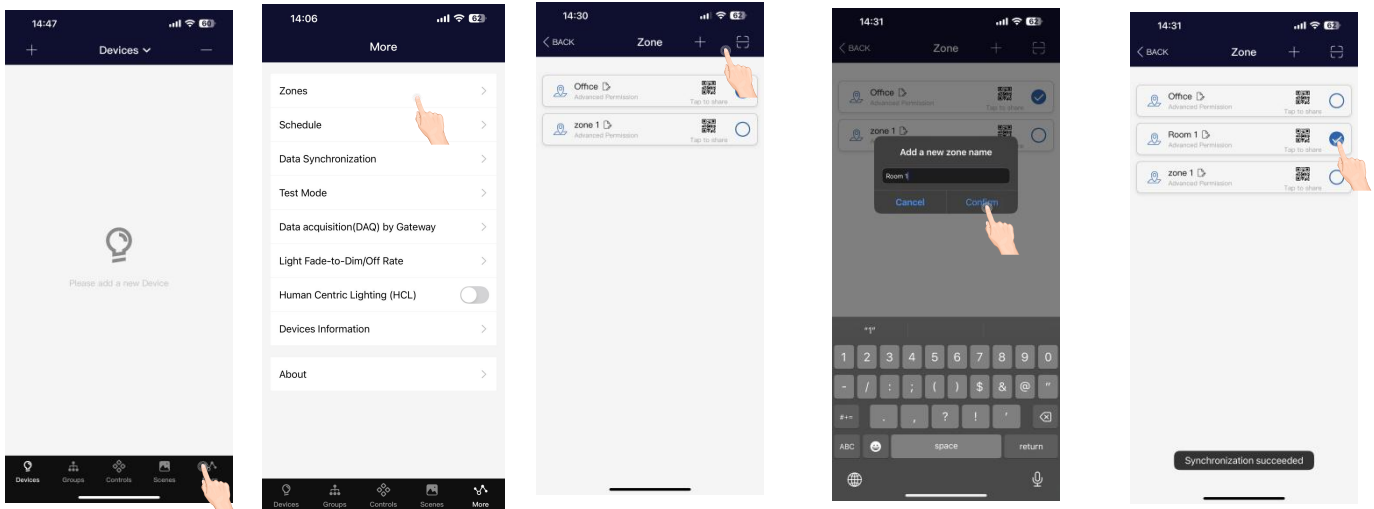 14:47
60
Devices
Please add a new Device
Devices
Groups
Controls
Scenes
14:06
62
More
Zones
Schedule
Data Synchronization
Test Mode
Data acquisition(DAQ) by Gateway
Light Fade-to-Dim/Off Rate
Human Centric Lighting (HCL)
Devices Information
About
Devices
Groups
Controls
Scenes
More
14:30
62
BACK
Zone
Office
Advanced Permission
Tap to share
zone 1
Advanced Permission
Tap to share
14:31
62
BACK
Zone
Office
Advanced Permission
Tap to share
zone 1
Add a new zone name
Room 1
Cancel
Confirm
"1"
1 2 3 4 5 6 7 8 9 0
- / : ; ( ) $ & @ "
#+= . , ? ! '
ABC
space
return
14:31
62
BACK
Zone
Office
Advanced Permission
Tap to share
Room 1
Advanced Permission
Tap to share
zone 1
Advanced Permission
Tap to share
Synchronization succeeded